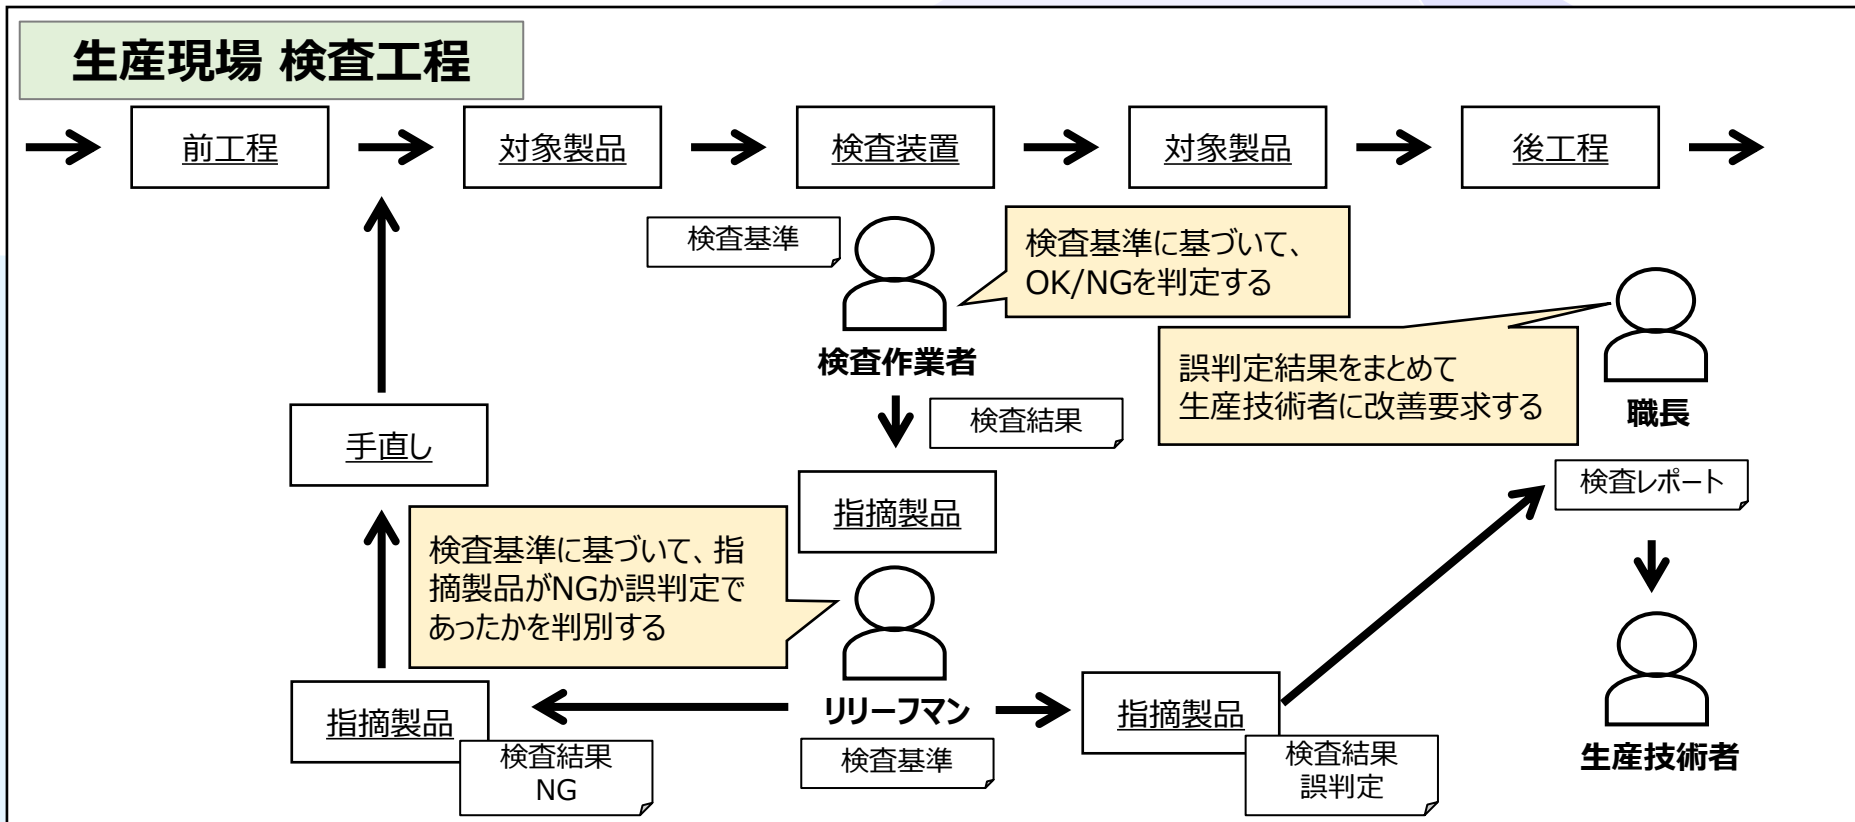 生産現場 検査工程
前工程
対象製品
検査装置
対象製品
後工程
検査基準
検査基準に基づいて、
OK/NGを判定する
検査作業者
誤判定結果をまとめて
生産技術者に改善要求する
職長
手直し
検査結果
検査レポート
指摘製品
検査基準に基づいて、指
摘製品がNGか誤判定で
あったかを判別する
リリーフマン
指摘製品
検査結果
NG
検査基準
指摘製品
検査結果
誤判定
生産技術者